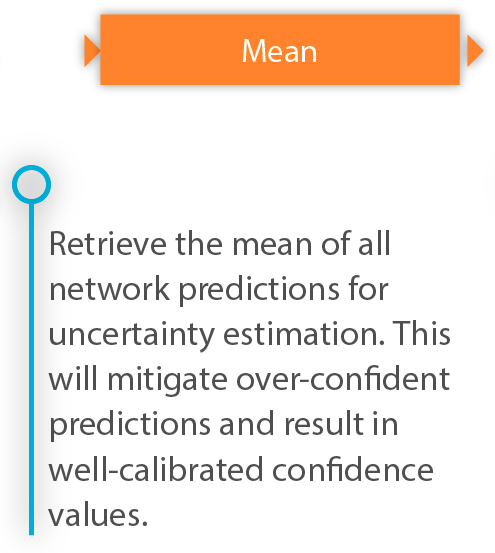 Mean
Retrieve the mean of all
network predictions for
uncertainty estimation. This
will mitigate over-confident
predictions and result in
well-calibrated confidence
values.